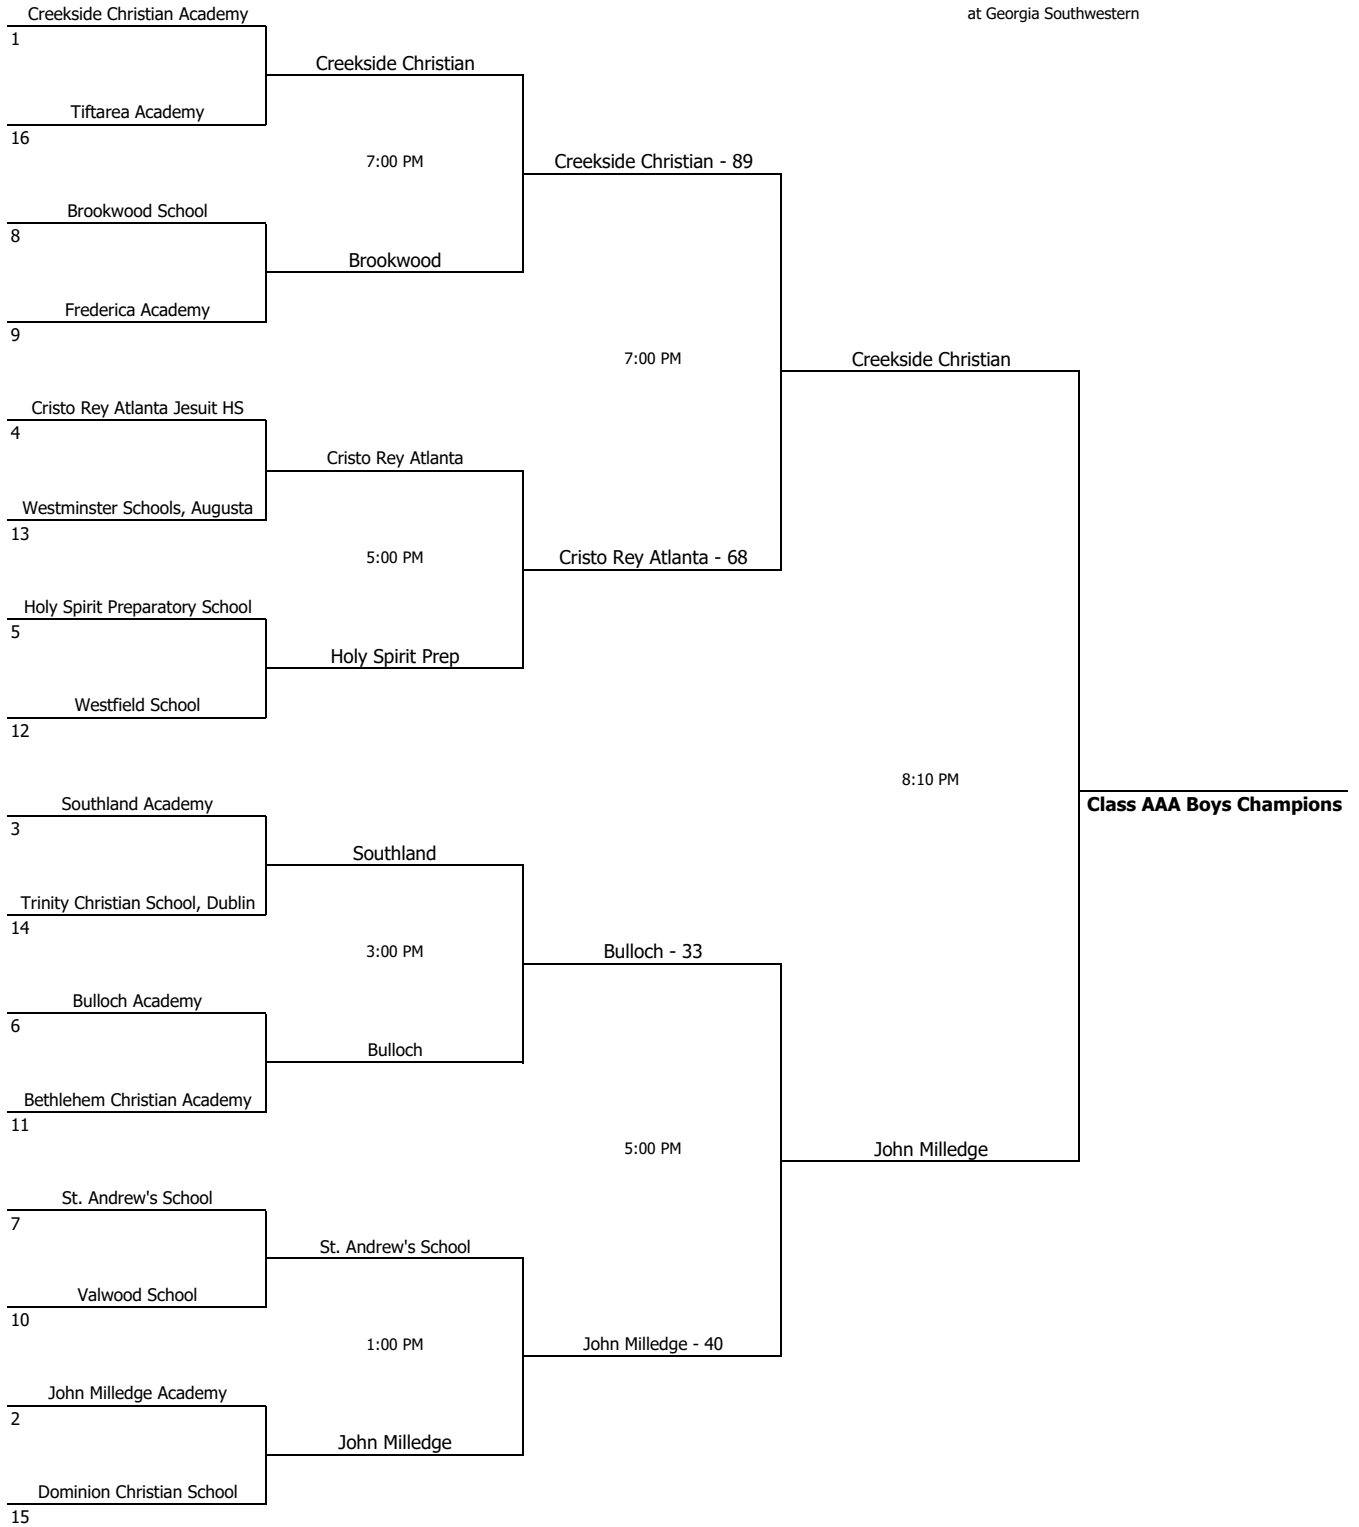 Creekside Christian Academy
at Georgia Southwestern
1
Creekside Christian
Tiftarea Academy
16
7:00 PM
Creekside Christian - 89
Brookwood School
8
Brookwood
Frederica Academy
9
7:00 PM
Creekside Christian
Cristo Rey Atlanta Jesuit HS
4
Cristo Rey Atlanta
Westminster Schools, Augusta
13
5:00 PM
Cristo Rey Atlanta - 68
Holy Spirit Preparatory School
5
Holy Spirit Prep
Westfield School
12
8:10 PM
Class AAA Boys Champions
Southland Academy
3
Southland
Trinity Christian School, Dublin
14
3:00 PM
Bulloch - 33
Bulloch Academy
6
Bulloch
Bethlehem Christian Academy
11
5:00 PM
John Milledge
St. Andrew's School
7
St. Andrew's School
Valwood School
10
1:00 PM
John Milledge - 40
John Milledge Academy
2
John Milledge
Dominion Christian School
15